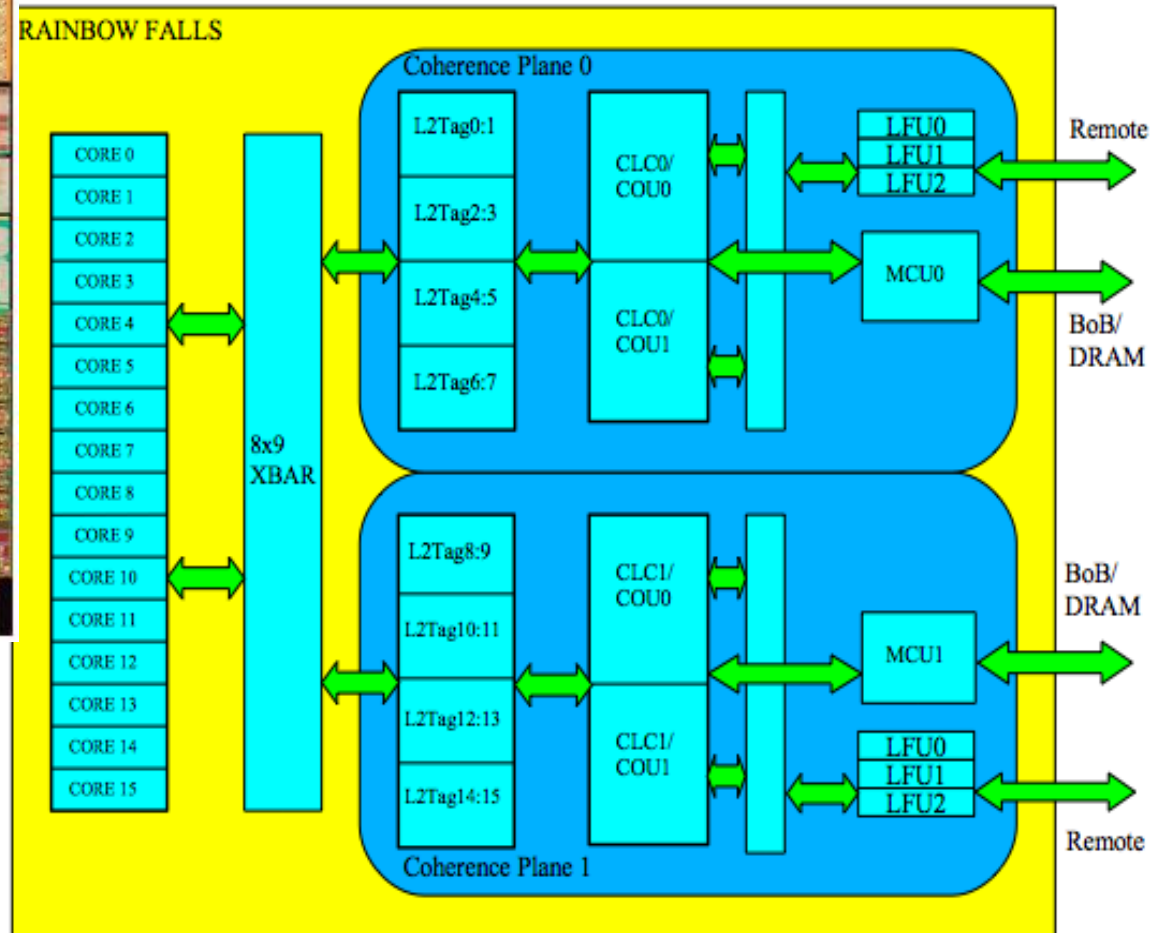 RAINBOW FALLS
Coherence Plane 0
CORE 0
CORE 1
CORE 2
CORE 3
CORE 4
CORE 5
CORE 6
CORE 7
CORE 8
CORE 9
CORE 10
CORE 11
CORE 12
CORE 13
CORE 14
CORE 15
8x9
XBAR
L2Tag0:1
L2Tag2:3
L2Tag4:5
L2Tag6:7
CLC0/
COU0
CLC0/
COU1
LFU0
LFU1
LFU2
MCU0
Remote
BoB/
DRAM
L2Tag8:9
L2Tag10:11
L2Tag12:13
L2Tag14:15
CLC1/
COU0
CLC1/
COU1
MCU1
LFU0
LFU1
LFU2
BoB/
DRAM
Remote
Coherence Plane 1